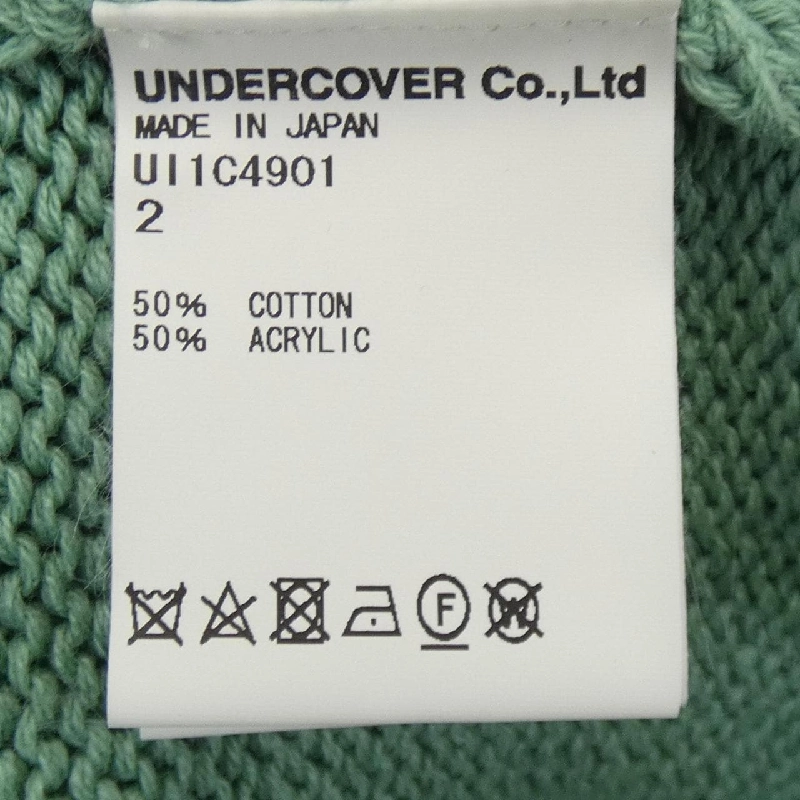 UNDERCOVER Co.,Ltd
MADE IN JAPAN
UI1C4901
2
50% COTTON
50% ACRYLIC
F
W